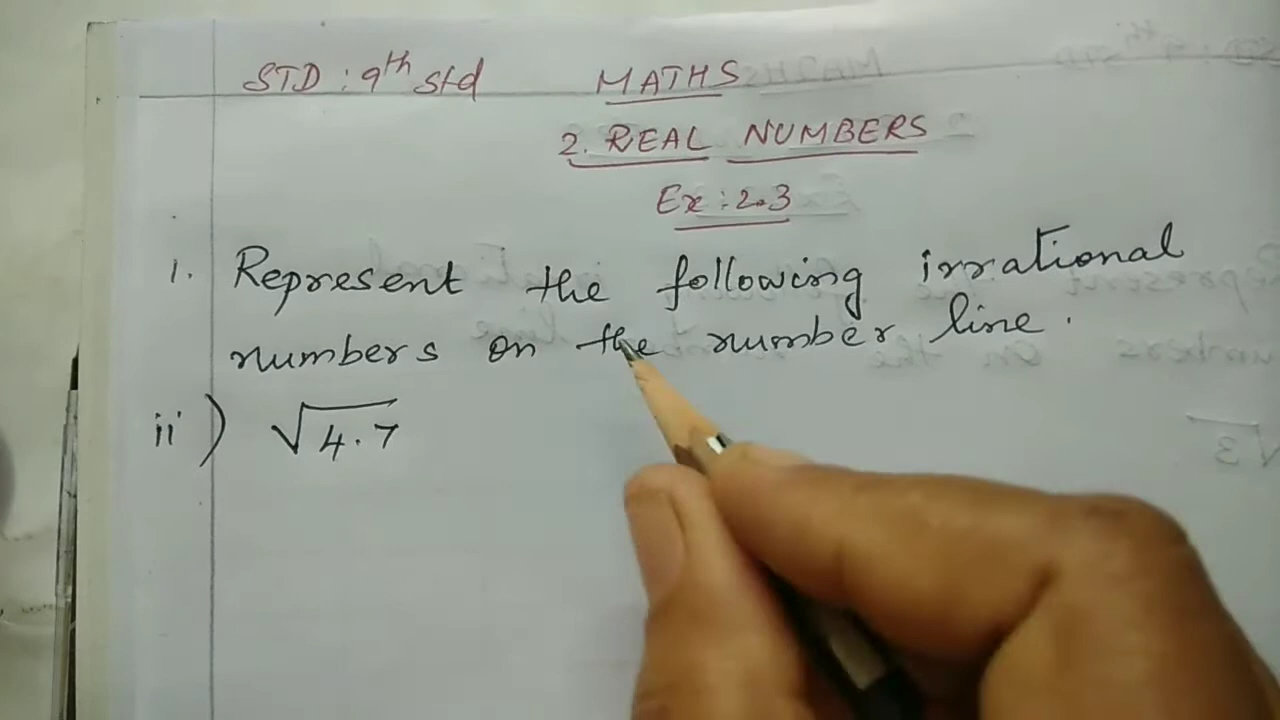 STD : 9th std MATHS
2. REAL NUMBERS
Ex : 2.3
1. Represent the following irrational
numbers on the number line.
ii) √4.7
√3